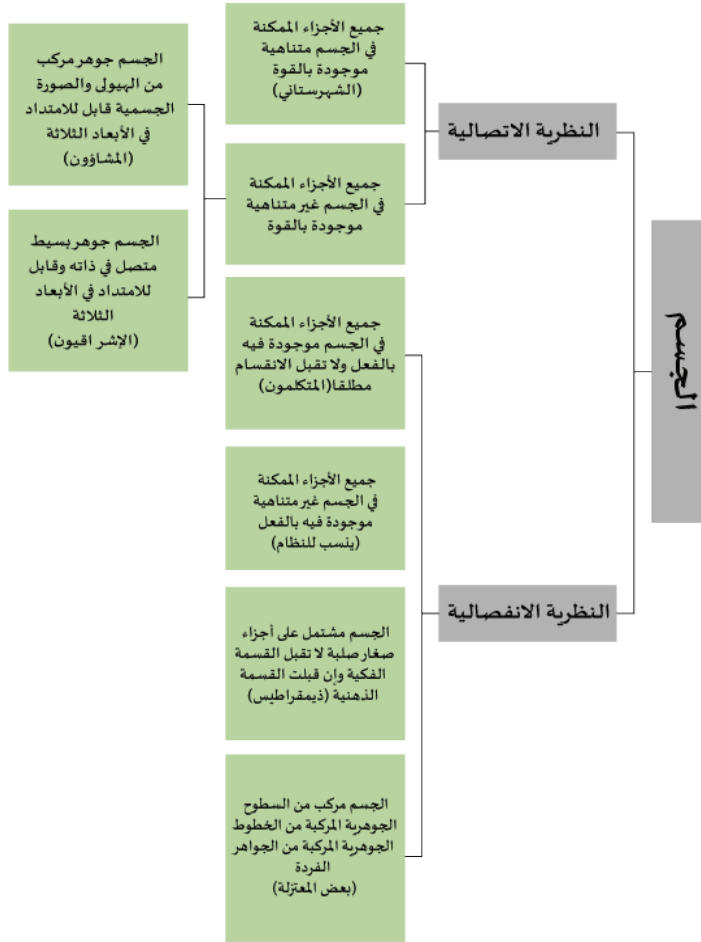 الجسم
النظرية الاتصالية
جميع الأجزاء الممكنة
في الجسم متناهية
موجودة بالقوة
(الشهرستاني)
جميع الأجزاء الممكنة
في الجسم غير متناهية
موجودة بالقوة
الجسم جوهر مركب
من الهيولى والصورة
الجسمية قابل للامتداد
في الأبعاد الثلاثة
(المشاؤون)
الجسم جوهر بسيط
متصل في ذاته وقابل
للامتداد في الأبعاد
الثلاثة
(الإشر اقيون)
النظرية الانفصالية
جميع الأجزاء الممكنة
في الجسم موجودة فيه
بالفعل ولا تقبل الانقسام
مطلقا(المتكلمون)
جميع الأجزاء الممكنة
في الجسم غير متناهية
موجودة فيه بالفعل
(ينسب للنظام)
الجسم مشتمل على أجزاء
صغار صلبة لا تقبل القسمة
الفكية وإن قبلت القسمة
الذهنية (ذيمقراطيس)
الجسم مركب من السطوح
الجوهرية المركبة من الخطوط
الجوهرية المركبة من الجواهر
الفردة
(بعض المعتزلة)